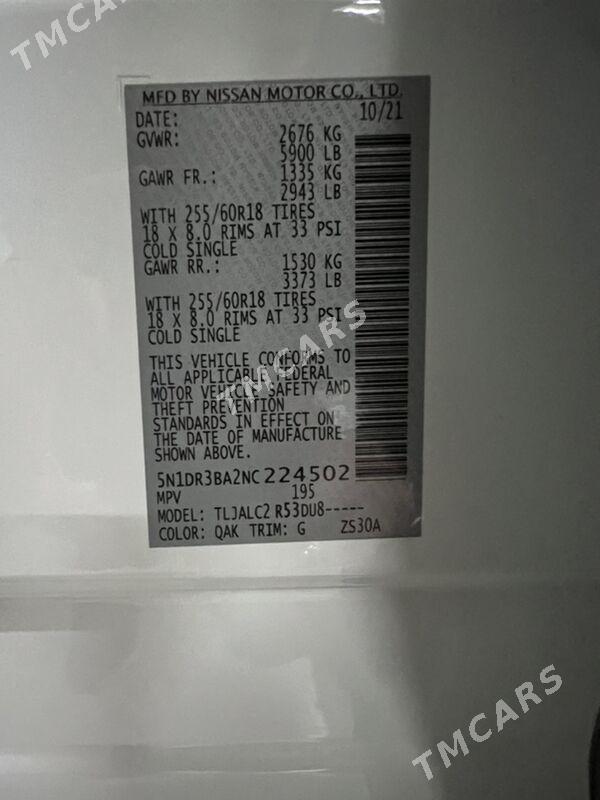 TMCARS
MFD BY NISSAN MOTOR CO., LTD.
DATE: 10/21
GVWR: 2676 KG
5900 LB
GAWR FR.: 1335 KG
2943 LB
WITH 255/60R18 TIRES
18 X 8.0 RIMS AT 33 PSI
COLD SINGLE
GAWR RR.: 1530 KG
3373 LB
WITH 255/60R18 TIRES
18 X 8.0 RIMS AT 33 PSI
COLD SINGLE
TMCARS
THIS VEHICLE CONFORMS TO
ALL APPLICABLE FEDERAL
MOTOR VEHICLE SAFETY AND
THEFT PREVENTION
STANDARDS IN EFFECT ON
THE DATE OF MANUFACTURE
SHOWN ABOVE.
5N1DR3BA2NC224502
MPV 195
MODEL: TLJALC2 R53DU8-----
COLOR: QAK TRIM: G ZS30A
TMCARS